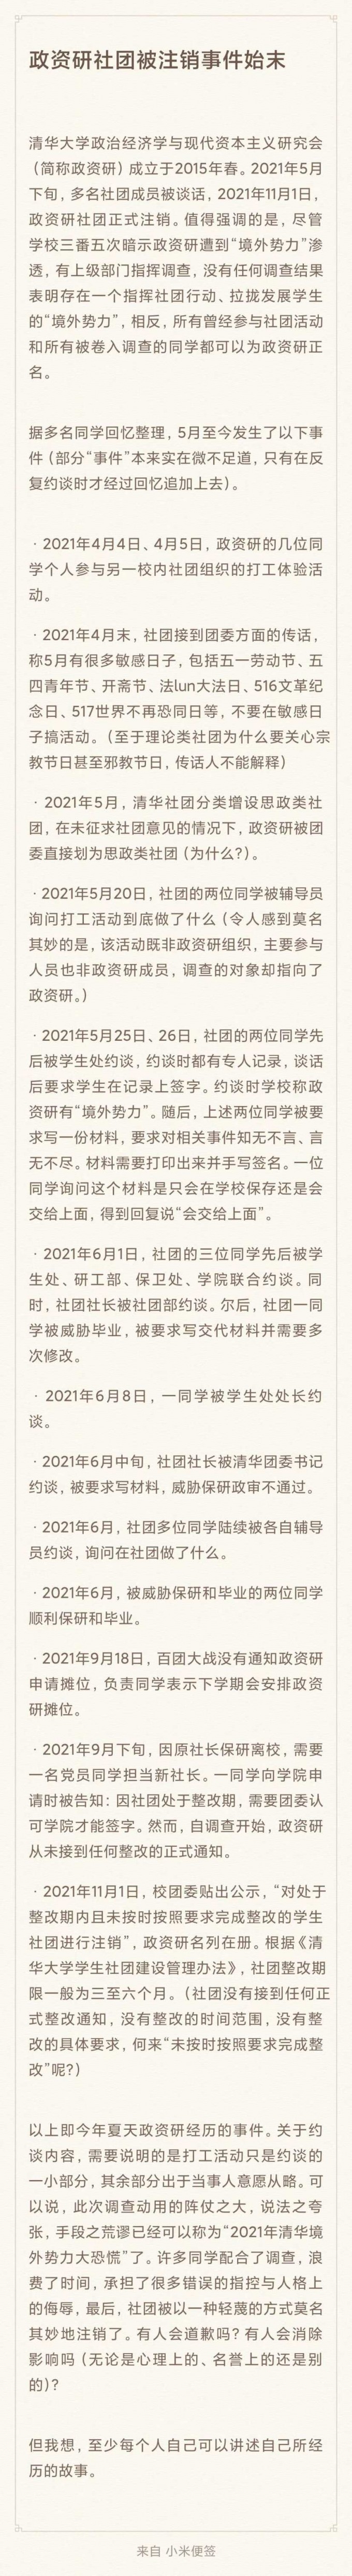 政资研社团被注销事件始末
清华大学政治经济学与现代资本主义研究会
（简称政资研）成立于2015年春。2021年5月
下旬，多名社团成员被谈话，2021年11月1日，
政资研社团正式注销。值得强调的是，尽管
学校三番五次暗示政资研遭到“境外势力”渗
透，有上级部门指挥调查，没有任何调查结果
表明存在一个指挥社团行动、拉拢发展学生
的“境外势力”，相反，所有曾经参与社团活动
和所有被卷入调查的同学都可以为政资研正
名。
据多名同学回忆整理，5月至今发生了以下事
件（部分“事件”本来实在微不足道，只有在反
复约谈时才经过回忆追加上去）。
· 2021年4月4日、4月5日，政资研的几位同
学个人参与另一校内社团组织的打工体验活
动。
· 2021年4月末，社团接到团委方面的传话，
称5月有很多敏感日子，包括五一劳动节、五
四青年节、开斋节、法lun大法日、516文革纪
念日、517世界不再恐同日等，不要在敏感日
子搞活动。（至于理论类社团为什么要关心宗
教节日甚至邪教节日，传话人不能解释）
· 2021年5月，清华社团分类增设思政类社
团，在未征求社团意见的情况下，政资研被团
委直接划为思政类社团（为什么？）。
· 2021年5月20日，社团的两位同学被辅导员
询问打工活动到底做了什么（令人感到莫名
其妙的是，该活动既非政资研组织，主要参与
人员也非政资研成员，调查的对象却指向了
政资研。）
· 2021年5月25日、26日，社团的两位同学先
后被学生处约谈，约谈时都有专人记录，谈话
后要求学生在记录上签字。约谈时学校称政
资研有“境外势力”。随后，上述两位同学被要
求写一份材料，要求对相关事件知无不言、言
无不尽。材料需要打印出来并手写签名。一位
同学询问这个材料是只会在学校保存还是会
交给上面，得到回复说“会交给上面”。
· 2021年6月1日，社团的三位同学先后被学
生处、研工部、保卫处、学院联合约谈。同
时，社团社长被社团部约谈。尔后，社团一同
学被威胁毕业，被要求写交代材料并需要多
次修改。
· 2021年6月8日，一同学被学生处处长约
谈。
· 2021年6月中旬，社团社长被清华团委书记
约谈，被要求写材料，威胁保研政审不通过。
· 2021年6月，社团多位同学陆续被各自辅导
员约谈，询问在社团做了什么。
· 2021年6月，被威胁保研和毕业的两位同学
顺利保研和毕业。
· 2021年9月18日，百团大战没有通知政资研
申请摊位，负责同学表示下学期会安排政资
研摊位。
· 2021年9月下旬，因原社长保研离校，需要
一名党员同学担当新社长。一同学向学院申
请时被告知：因社团处于整改期，需要团委认
可学院才能签字。然而，自调查开始，政资研
从未接到任何整改的正式通知。
· 2021年11月1日，校团委贴出公示，“对处于
整改期内且未按时按照要求完成整改的学生
社团进行注销”，政资研名列在册。根据《清
华大学学生社团建设管理办法》，社团整改期
限一般为三至六个月。（社团没有接到任何正
式整改通知，没有整改的时间范围，没有整
改的具体要求，何来“未按时按照要求完成整
改”呢？）
以上即今年夏天政资研经历的事件。关于约
谈内容，需要说明的是打工活动只是约谈的
一小部分，其余部分出于当事人意愿从略。可
以说，此次调查动用的阵仗之大，说法之夸
张，手段之荒谬已经可以称为“2021年清华境
外势力大恐慌”了。许多同学配合了调查，浪
费了时间，承担了很多错误的指控与人格上
的侮辱，最后，社团被以一种轻蔑的方式莫名
其妙地注销了。有人会道歉吗？有人会消除
影响吗（无论是心理上的、名誉上的还是别
的）？
但我想，至少每个人自己可以讲述自己所经
历的故事。
来自 小米便签